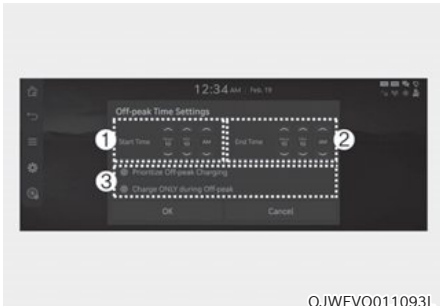 12:34 AM Feb. 19
Off-peak Time Settings
① Start Time AM End Time AM ②
③ Prioritize Off-peak Charging
Charge ONLY during Off-peak
OK Cancel
OJWEVQ011093L